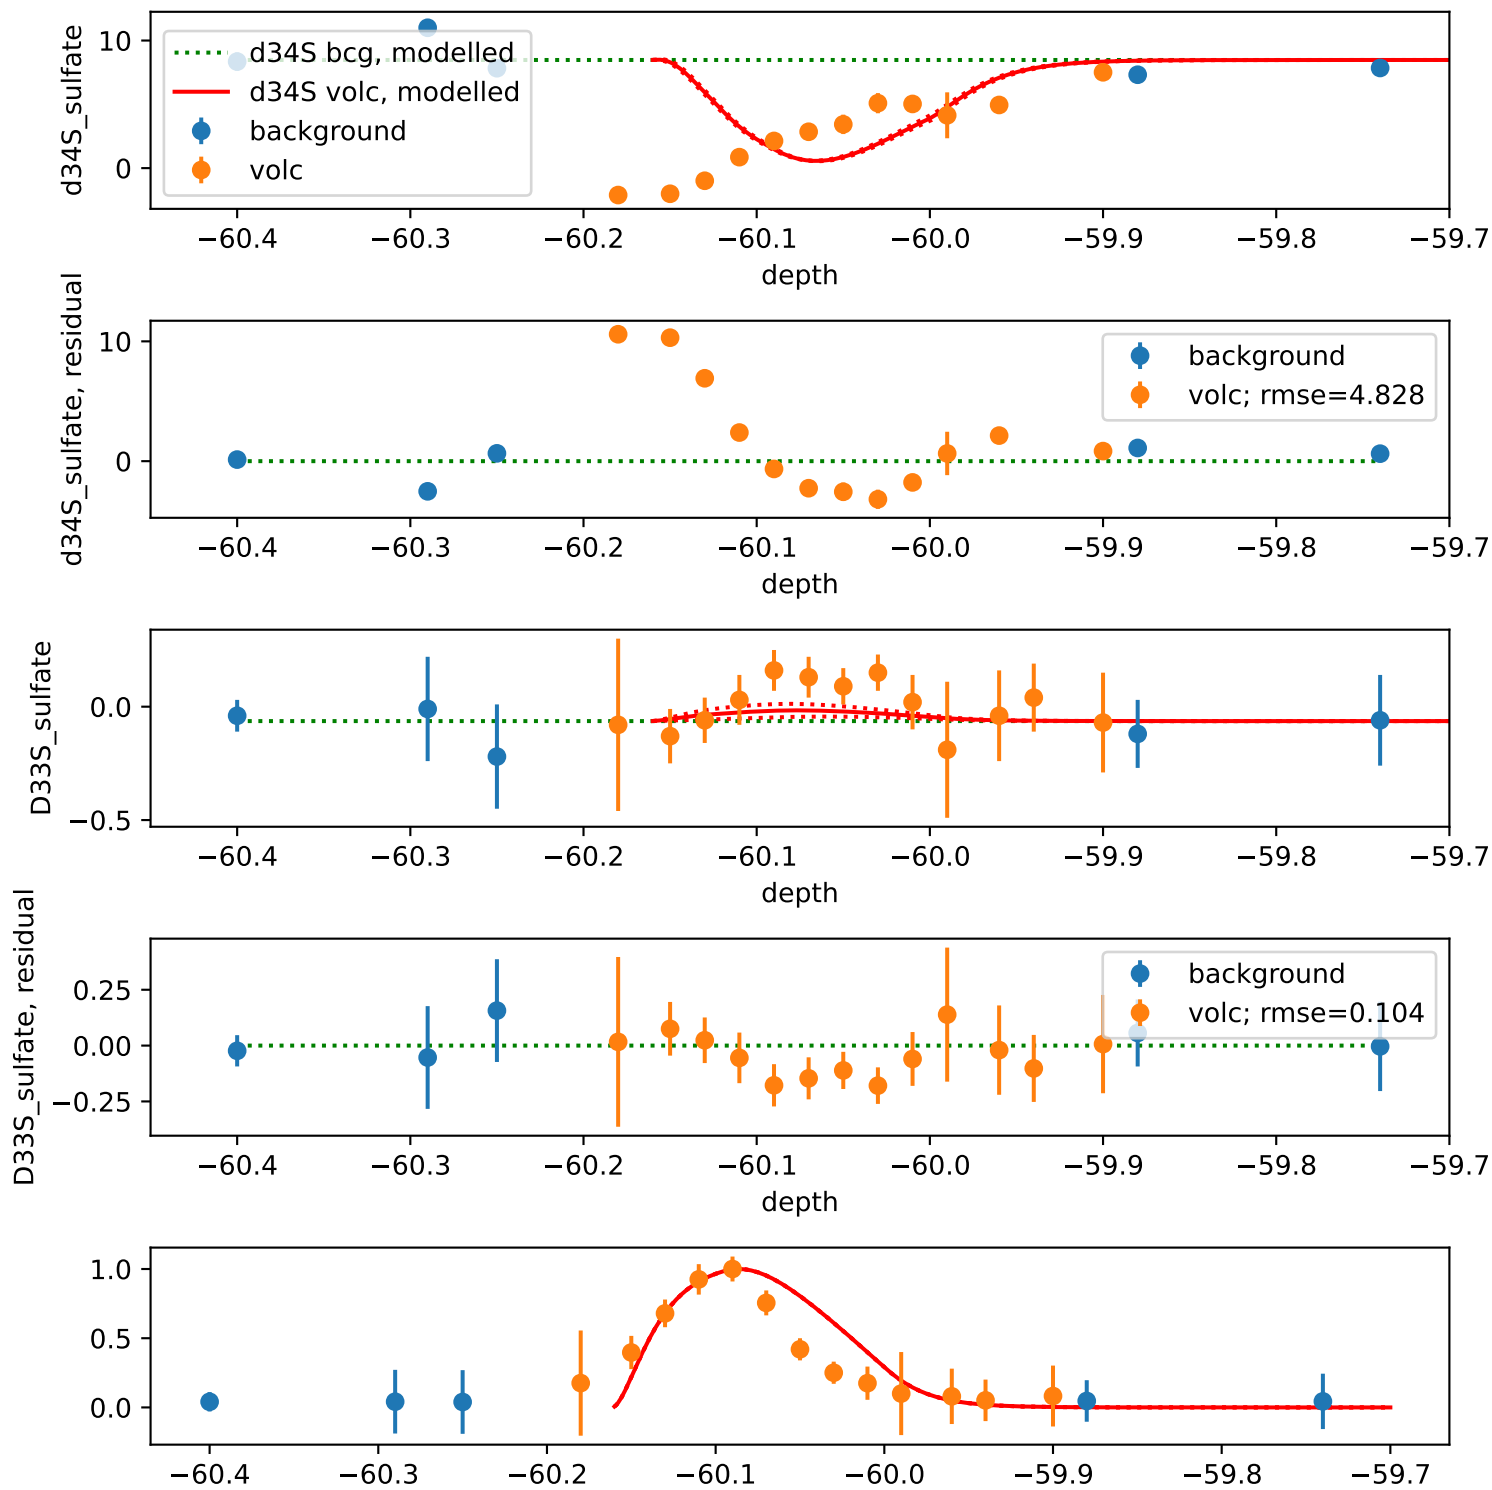 d34S_sulfate
10
0
d34S bcg, modelled
d34S volc, modelled
background
volc
−60.4 −60.3 −60.2 −60.1 −60.0 −59.9 −59.8 −59.7
depth
d34S_sulfate, residual
10
0
background
volc; rmse=4.828
−60.4 −60.3 −60.2 −60.1 −60.0 −59.9 −59.8 −59.7
depth
D33S_sulfate
0.0
−0.5
−60.4 −60.3 −60.2 −60.1 −60.0 −59.9 −59.8 −59.7
depth
D33S_sulfate, residual
0.25
0.00
−0.25
background
volc; rmse=0.104
−60.4 −60.3 −60.2 −60.1 −60.0 −59.9 −59.8 −59.7
depth
1.0
0.5
0.0
−60.4 −60.3 −60.2 −60.1 −60.0 −59.9 −59.8 −59.7